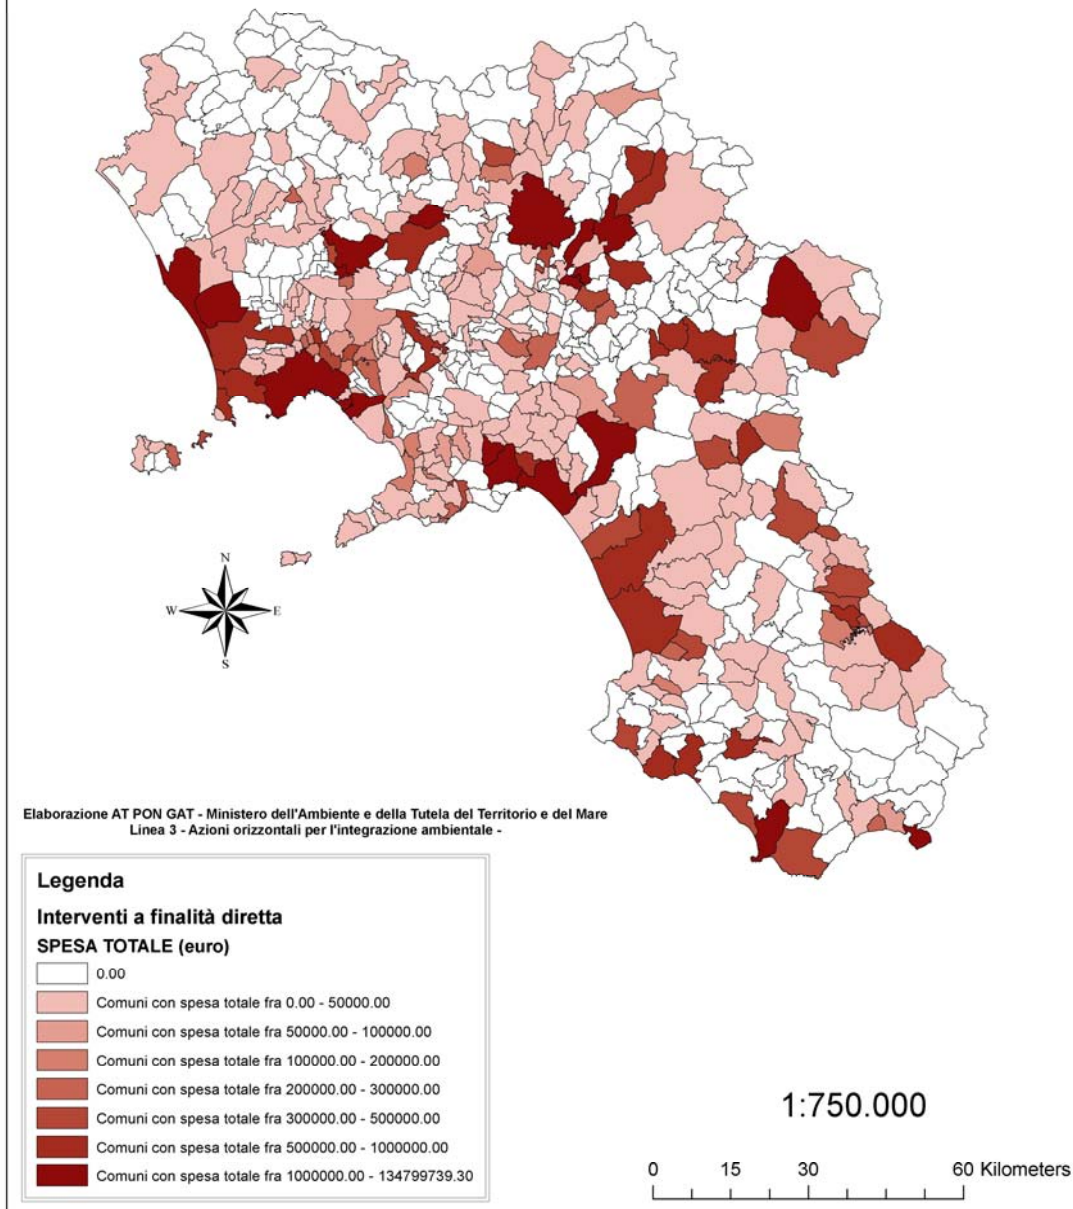 N
W E
S
Elaborazione AT PON GAT - Ministero dell'Ambiente e della Tutela del Territorio e del Mare
Linea 3 - Azioni orizzontali per l'integrazione ambientale -
Legenda
Interventi a finalità diretta
SPESA TOTALE (euro)
0.00
Comuni con spesa totale fra 0.00 - 50000.00
Comuni con spesa totale fra 50000.00 - 100000.00
Comuni con spesa totale fra 100000.00 - 200000.00
Comuni con spesa totale fra 200000.00 - 300000.00
Comuni con spesa totale fra 300000.00 - 500000.00
Comuni con spesa totale fra 500000.00 - 1000000.00
Comuni con spesa totale fra 1000000.00 - 134799739.30
1:750.000
0 15 30 60 Kilometers